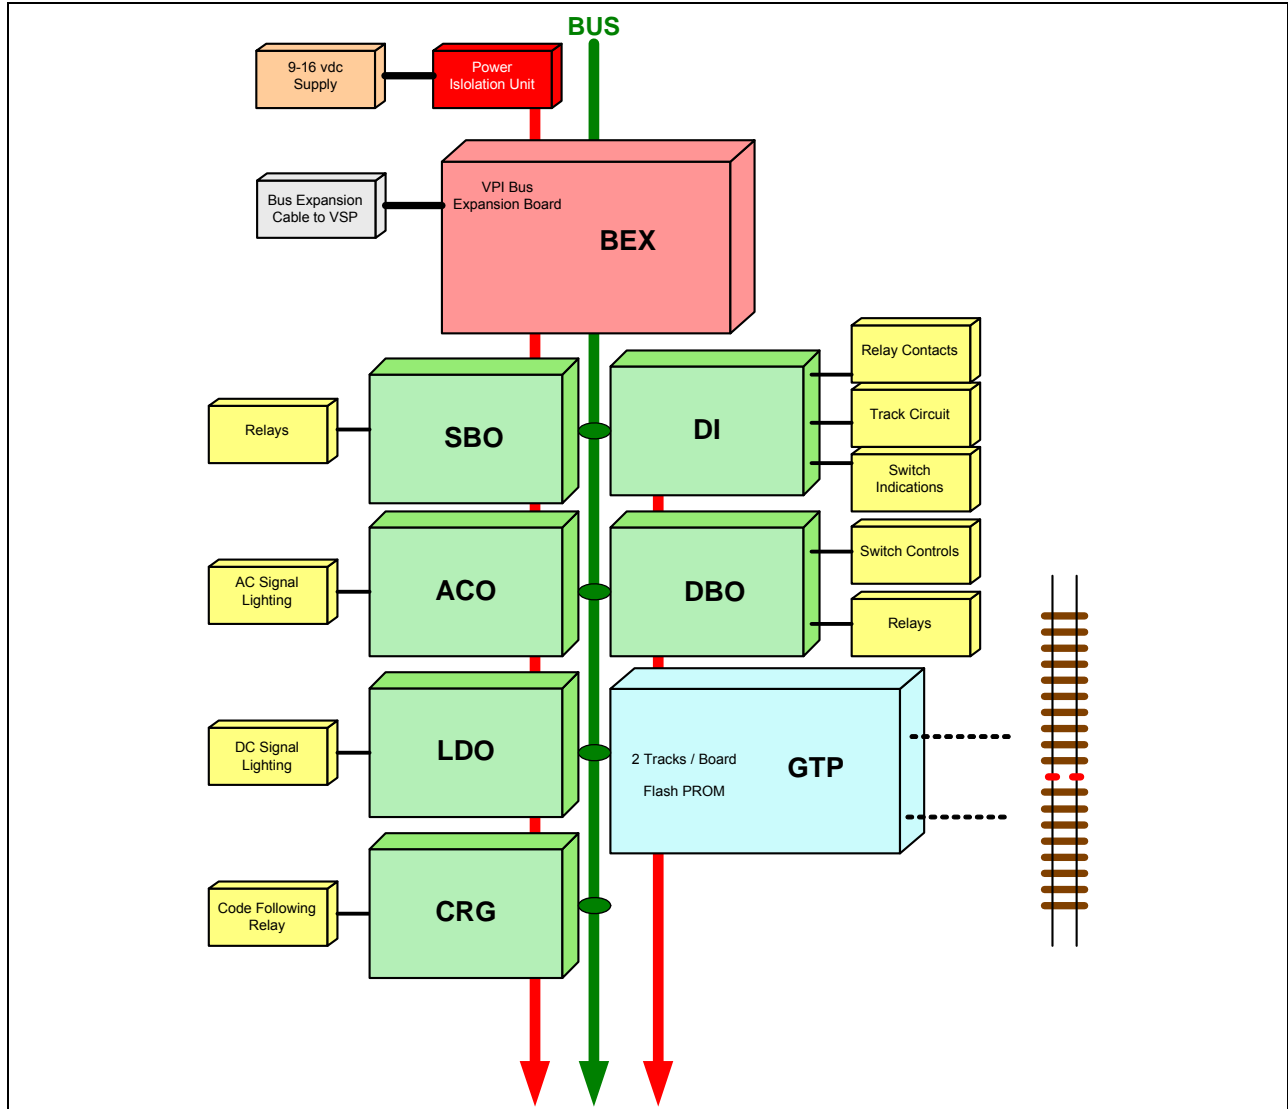 BUS
9-16 vdc
Supply
Power
Islolation Unit
Bus Expansion
Cable to VSP
VPI Bus
Expansion Board
BEX
Relays
SBO
DI
Relay Contacts
Track Circuit
Switch
Indications
AC Signal
Lighting
ACO
DBO
Switch Controls
Relays
DC Signal
Lighting
LDO
2 Tracks / Board
Flash PROM
GTP
Code Following
Relay
CRG